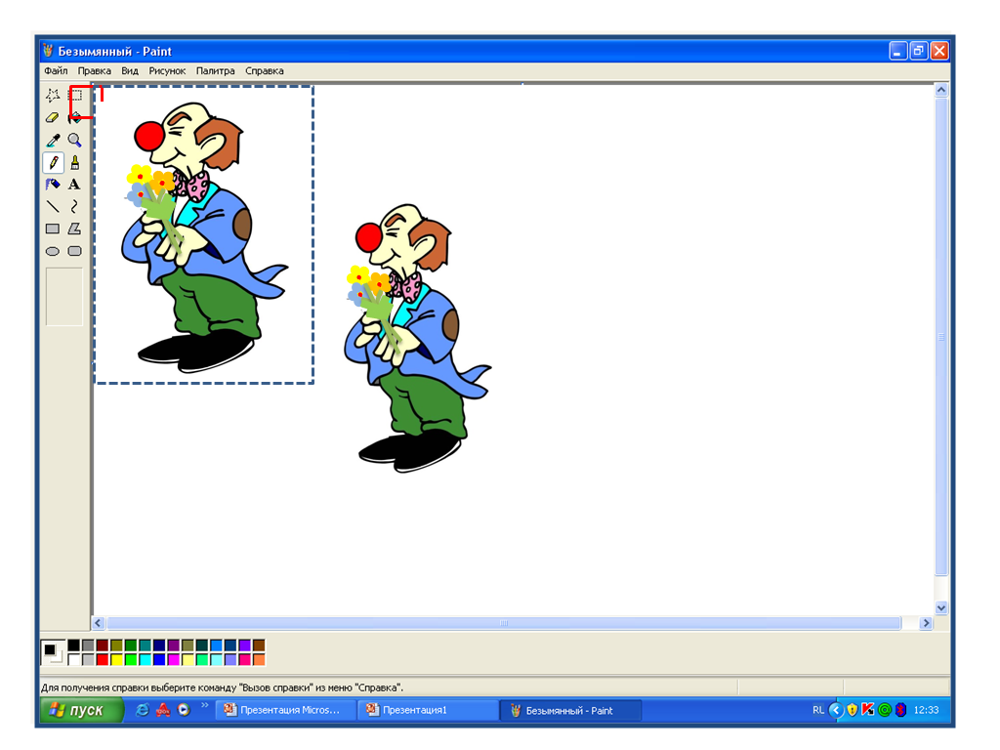 Безымянный - Paint
Файл Правка Вид Рисунок Палитра Справка
A
Для получения справки выберите команду "Вызов справки" из меню "Справка".
пуск
»
Презентация Micros...
Презентация1
Безымянный - Paint
RL
12:33